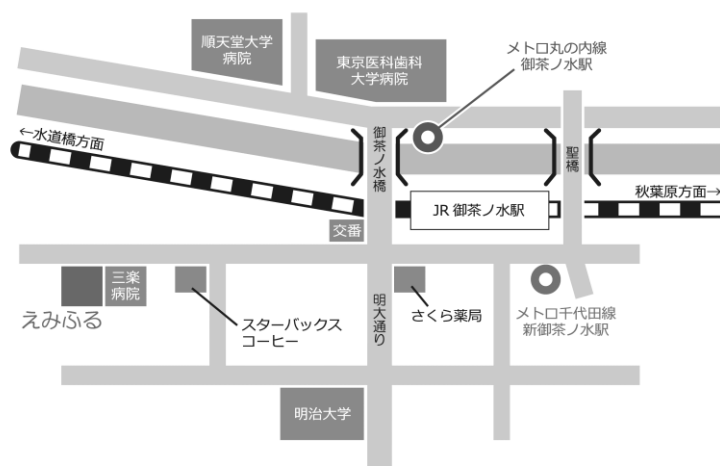 順天堂大学
病院
東京医科歯科
大学病院
メトロ丸の内線
御茶ノ水駅
←水道橋方面
御茶ノ水橋
聖橋
秋葉原方面→
JR 御茶ノ水駅
交番
三楽
病院
えみふる
スターバックス
コーヒー
明大通り
さくら薬局
メトロ千代田線
新御茶ノ水駅
明治大学